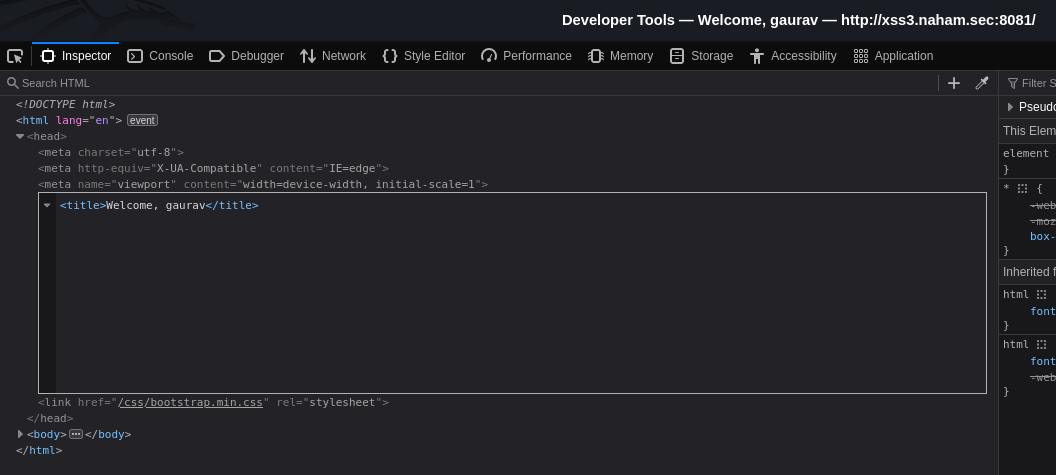 Developer Tools — Welcome, gaurav — http://xss3.naham.sec:8081/
Inspector Console Debugger Network Style Editor Performance Memory Storage Accessibility Application
Search HTML
Filter S
<!DOCTYPE html>
<html lang="en"> event
<head>
<meta charset="utf-8">
<meta http-equiv="X-UA-Compatible" content="IE=edge">
<meta name="viewport" content="width=device-width, initial-scale=1">
<title>Welcome, gaurav</title>
<link href="/css/bootstrap.min.css" rel="stylesheet">
</head>
<body></body>
</html>
Pseudo
This Elem
element
}
* {
-web
-moz
box-
}
Inherited f
html
font
}
html
font
-web
}